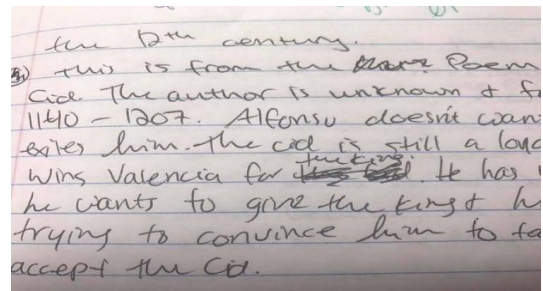 the 12th century.
this is from the Poem
Cid. The author is unknown &
1140 - 1207. Alfonso doesn't
exiles him. the cid is still a
the king.
Wins Valencia for . He has
he wants to give the king &
trying to convince him to
accept the Cid.